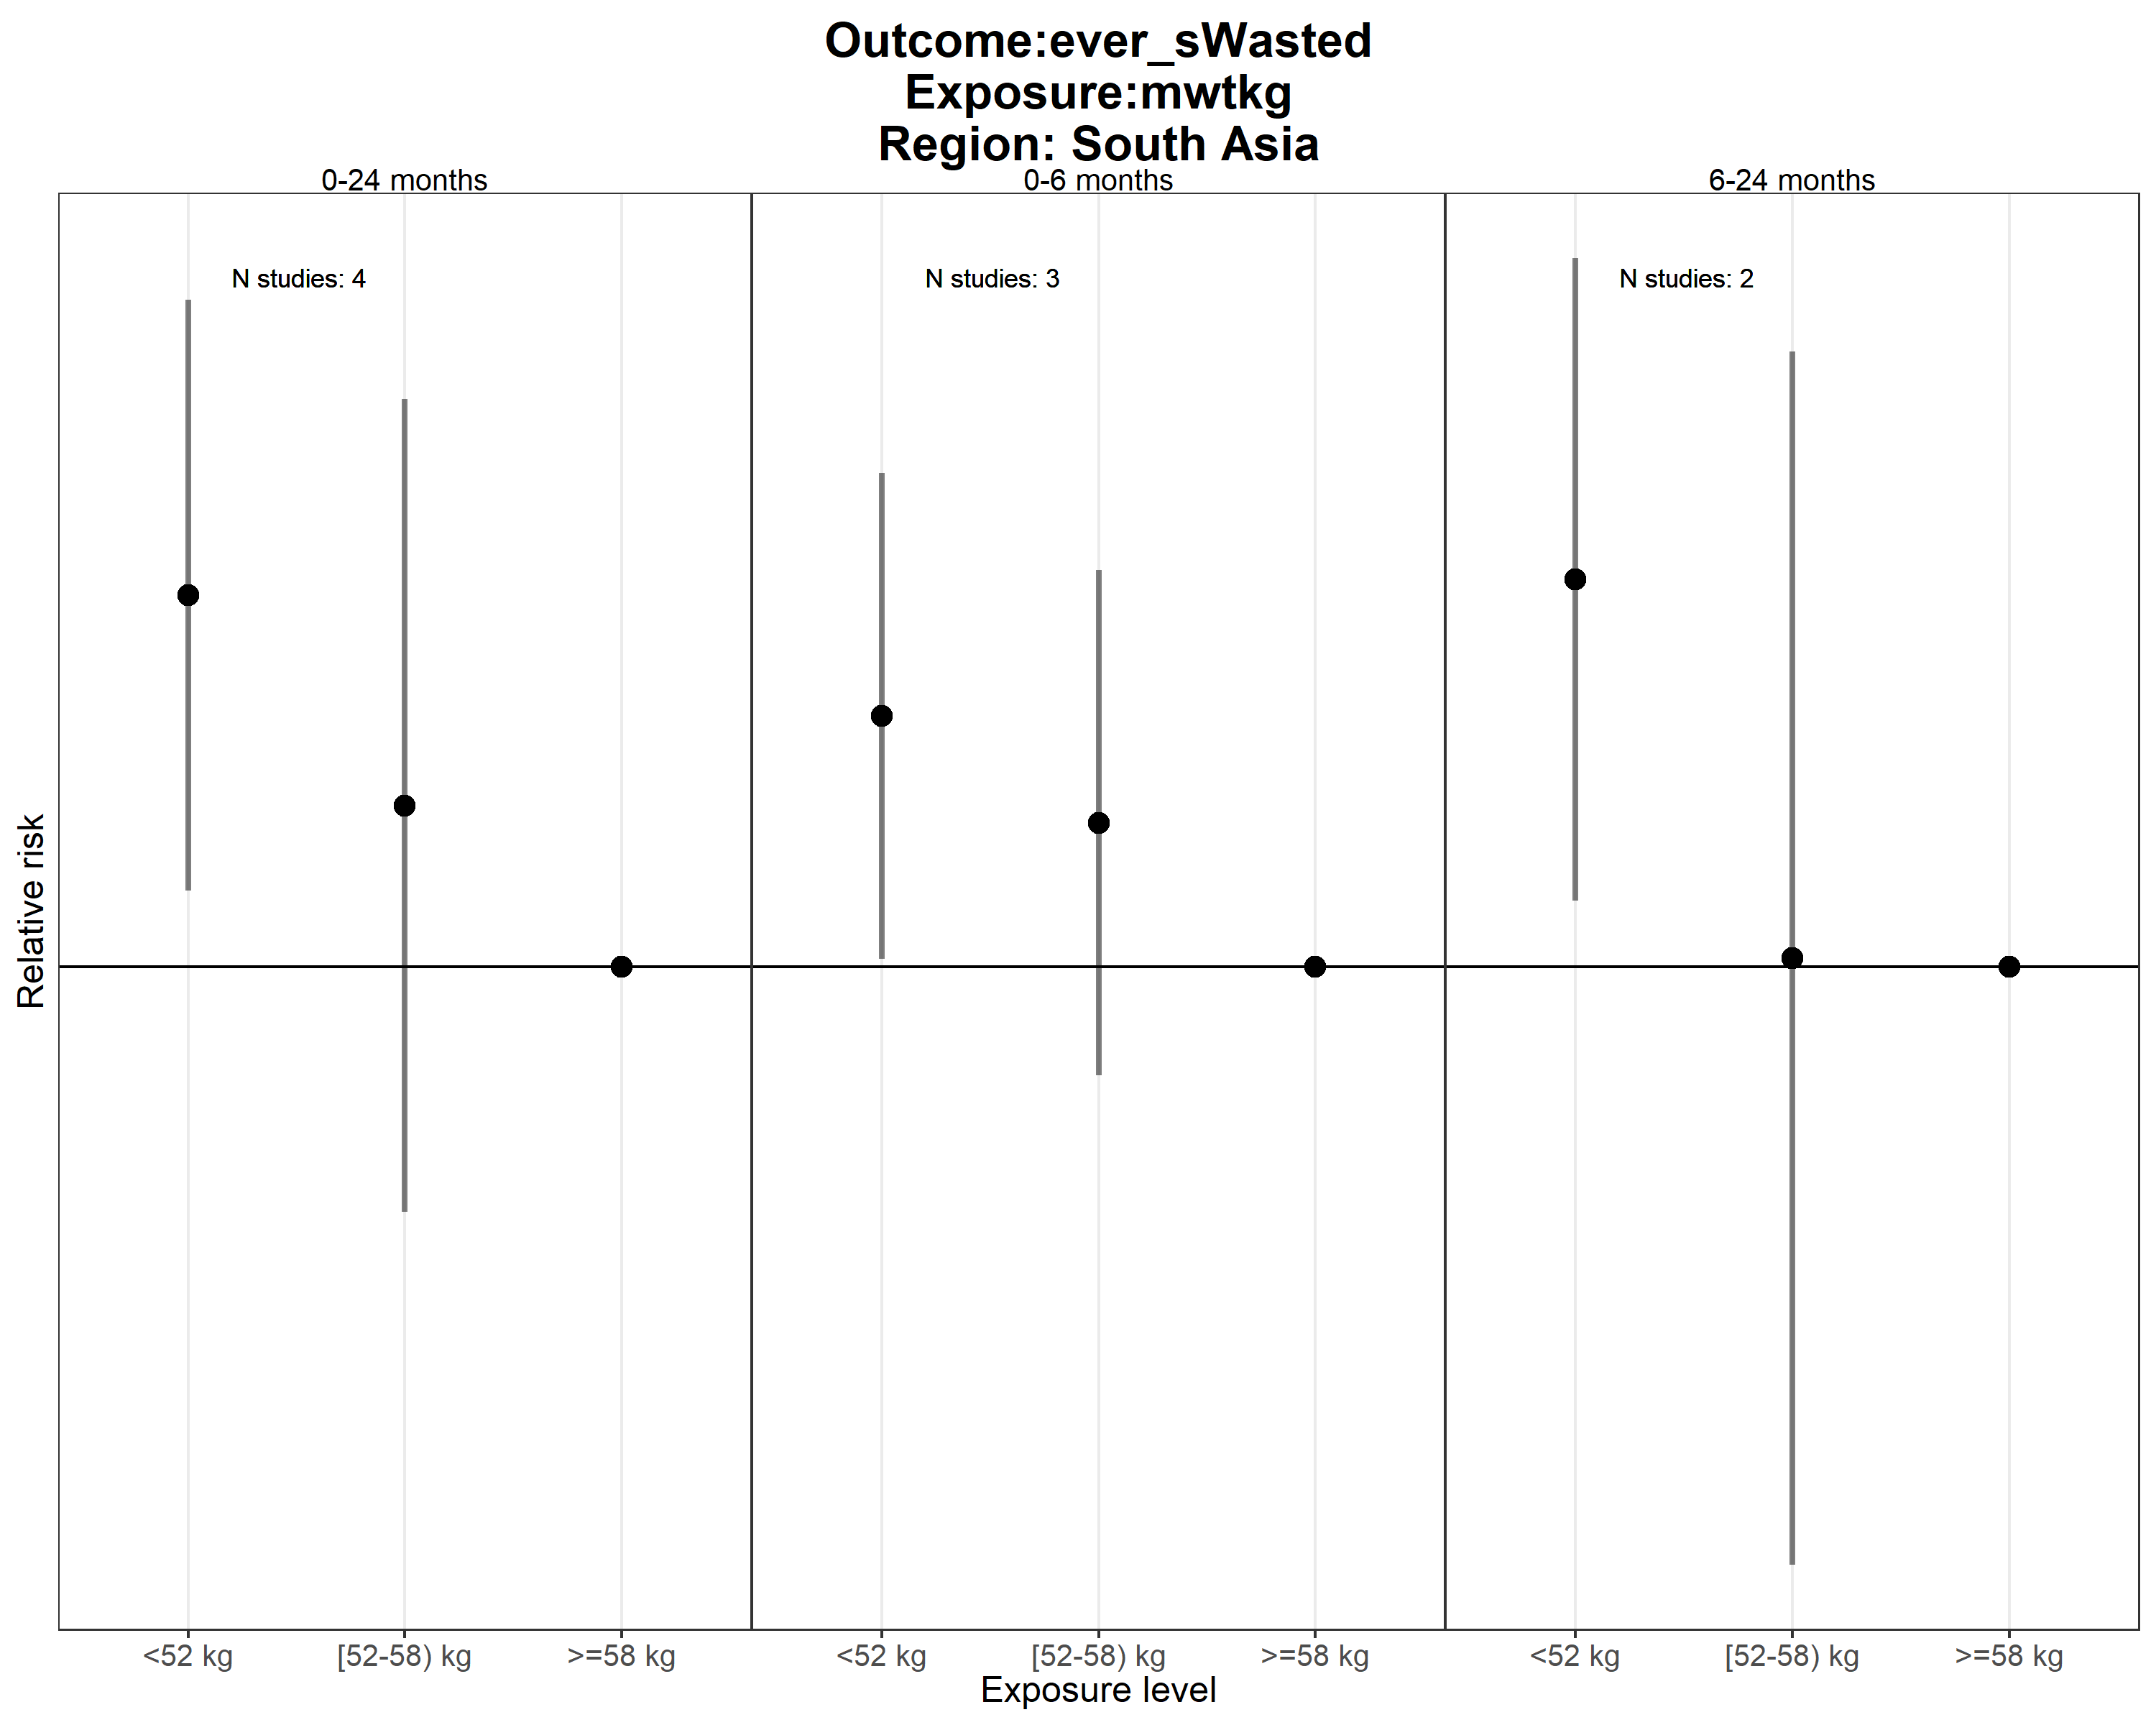 Outcome:ever_sWasted
Exposure:mwtkg
Region: South Asia
0-24 months
0-6 months
6-24 months
N studies: 4
N studies: 3
N studies: 2
Relative risk
<52 kg
[52-58) kg
>=58 kg
<52 kg
[52-58) kg
>=58 kg
<52 kg
[52-58) kg
>=58 kg
Exposure level